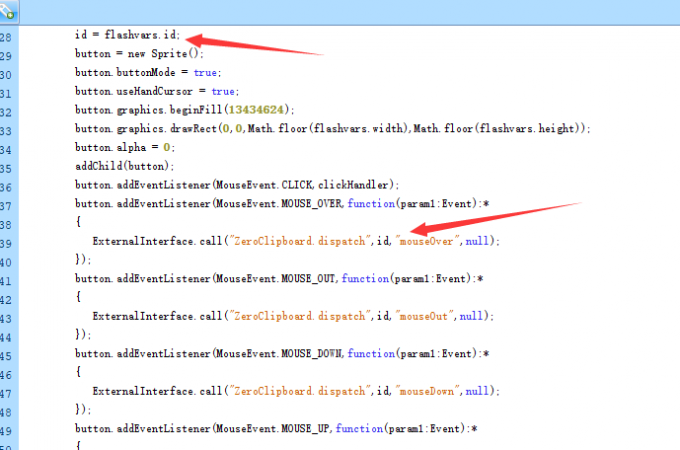 28 id = flashvars.id;
29 button = new Sprite();
30 button.buttonMode = true;
31 button.useHandCursor = true;
32 button.graphics.beginFill(13434624);
33 button.graphics.drawRect(0,0,Math.floor(flashvars.width),Math.floor(flashvars.height));
34 button.alpha = 0;
35 addChild(button);
36 button.addEventListener(MouseEvent.CLICK,clickHandler);
37 button.addEventListener(MouseEvent.MOUSE_OVER,function(param1:Event):*
38 {
39 ExternalInterface.call("ZeroClipboard.dispatch",id,"mouseOver",null);
40 });
41 button.addEventListener(MouseEvent.MOUSE_OUT,function(param1:Event):*
42 {
43 ExternalInterface.call("ZeroClipboard.dispatch",id,"mouseOut",null);
44 });
45 button.addEventListener(MouseEvent.MOUSE_DOWN,function(param1:Event):*
46 {
47 ExternalInterface.call("ZeroClipboard.dispatch",id,"mouseDown",null);
48 });
49 button.addEventListener(MouseEvent.MOUSE_UP,function(param1:Event):*
50 {